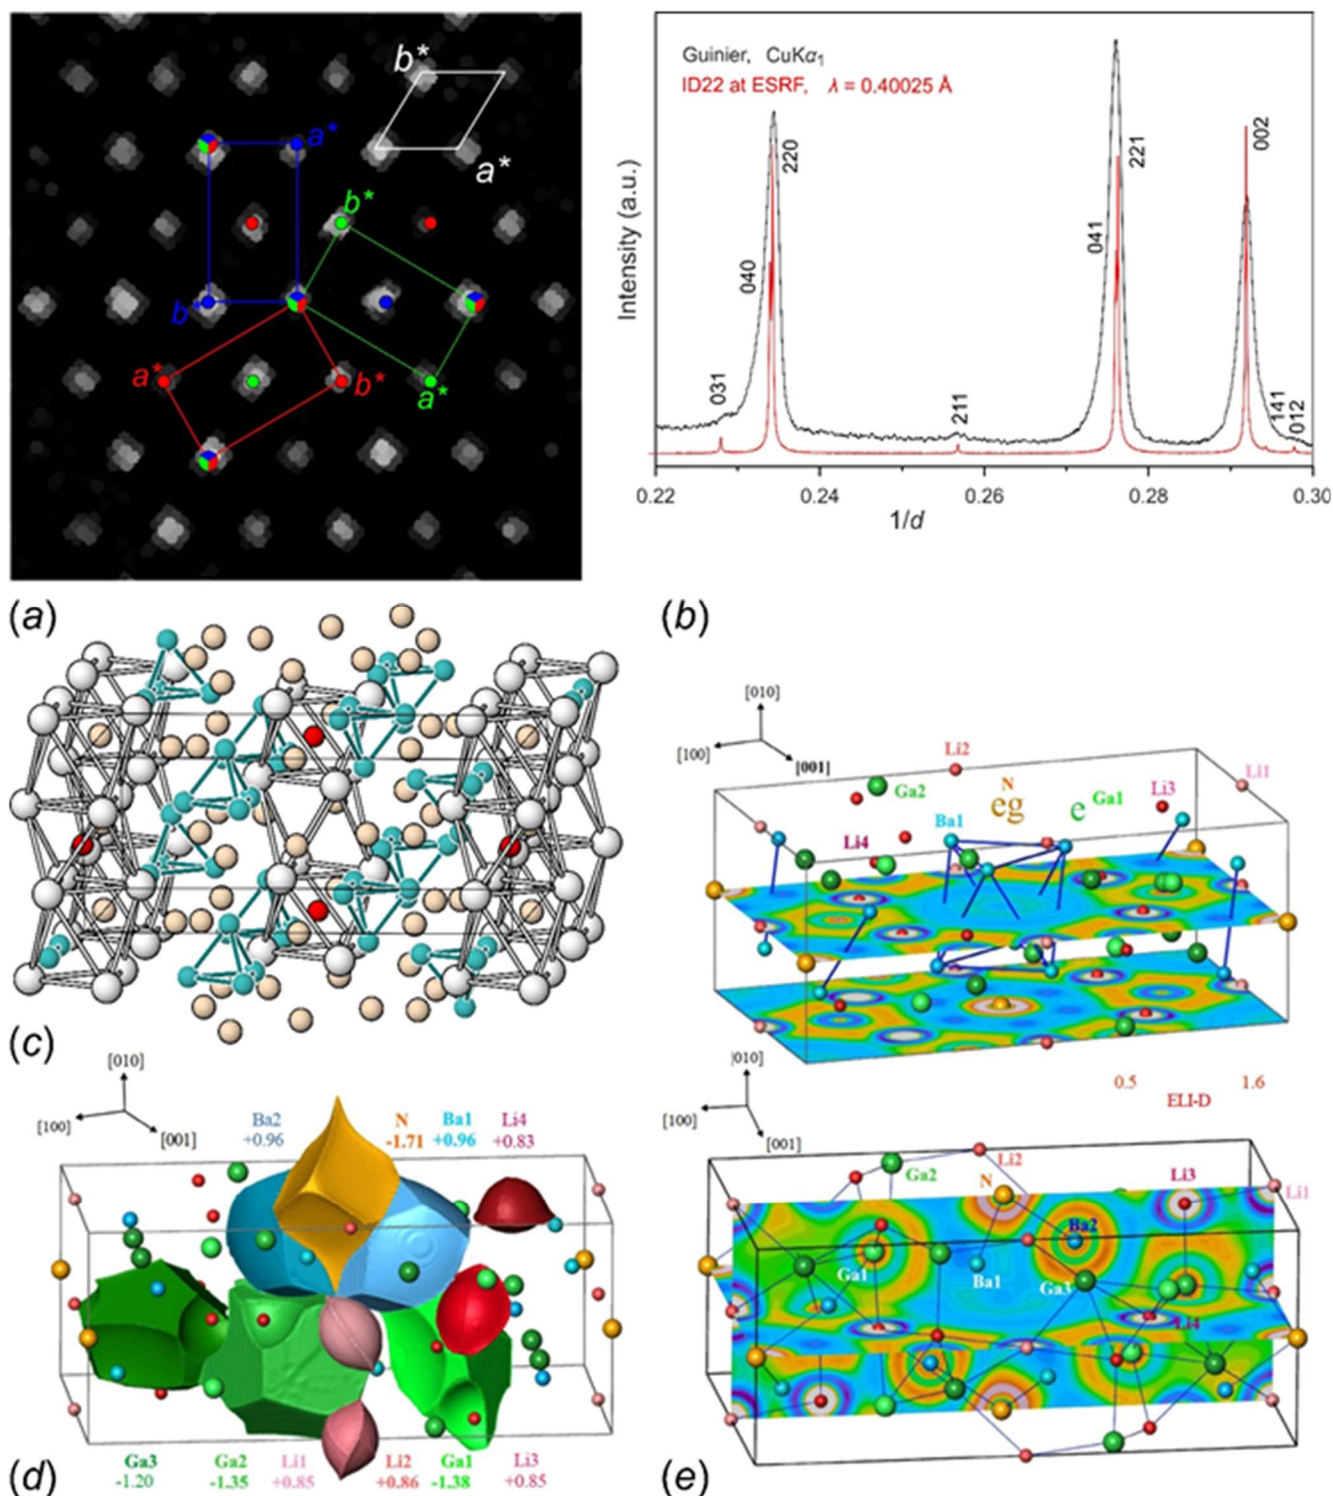 b*
a*
a*
b*
b*
a*
b*
a*
(a)
Guinier, CuKα₁
ID22 at ESRF, λ = 0.40025 Å
Intensity (a.u.)
031
040
220
211
041
221
002
141
012
0.22
0.24
0.26
0.28
0.30
1/d
(b)
(c)
[010]
[100]
[001]
Li2
Ga2
N
eg
e
Ga1
Li3
Li1
Ba1
Li4
0.5
1.6
ELI-D
[010]
[100]
[001]
Ba2
+0.96
N
-1.71
Ba1
+0.96
Li4
+0.83
Ga3
-1.20
Ga2
-1.35
Li1
+0.85
Li2
+0.86
Ga1
-1.38
Li3
+0.85
(d)
[010]
[100]
[001]
Ga2
Li2
N
Li3
Li1
Ba2
Ga1
Ba1
Ga3
Li4
(e)